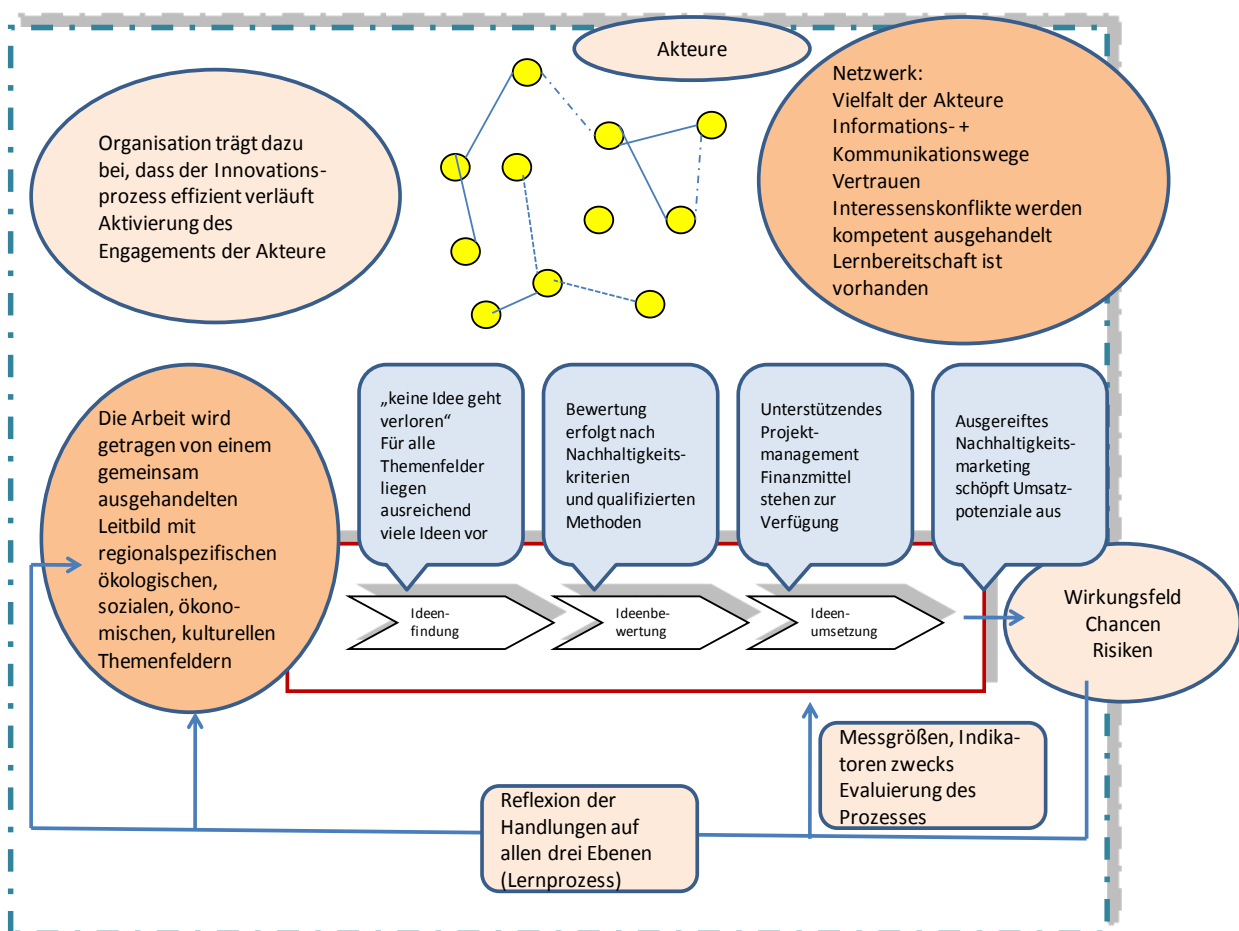 Akteure
Organisation trägt dazu
bei, dass der Innovations-
prozess effizient verläuft
Aktivierung des
Engagements der Akteure
Netzwerk:
Vielfalt der Akteure
Informations- +
Kommunikationswege
Vertrauen
Interessenskonflikte werden
kompetent ausgehandelt
Lernbereitschaft ist
vorhanden
Die Arbeit wird
getragen von einem
gemeinsam
ausgehandelten
Leitbild mit
regionalspezifischen
ökologischen,
sozialen, ökono-
mischen, kulturellen
Themenfeldern
„keine Idee geht
verloren“
Für alle
Themenfelder
liegen
ausreichend
viele Ideen vor
Bewertung
erfolgt nach
Nachhaltigkeits-
kriterien
und qualifizierten
Methoden
Unterstützendes
Projekt-
management
Finanzmittel
stehen zur
Verfügung
Ausgereiftes
Nachhaltigkeits-
marketing
schöpft Umsatz-
potenziale aus
Ideen-
findung
Ideenbe-
wertung
Ideen-
umsetzung
Wirkungsfeld
Chancen
Risiken
Messgrößen, Indika-
toren zwecks
Evaluierung des
Prozesses
Reflexion der
Handlungen auf
allen drei Ebenen
(Lernprozess)